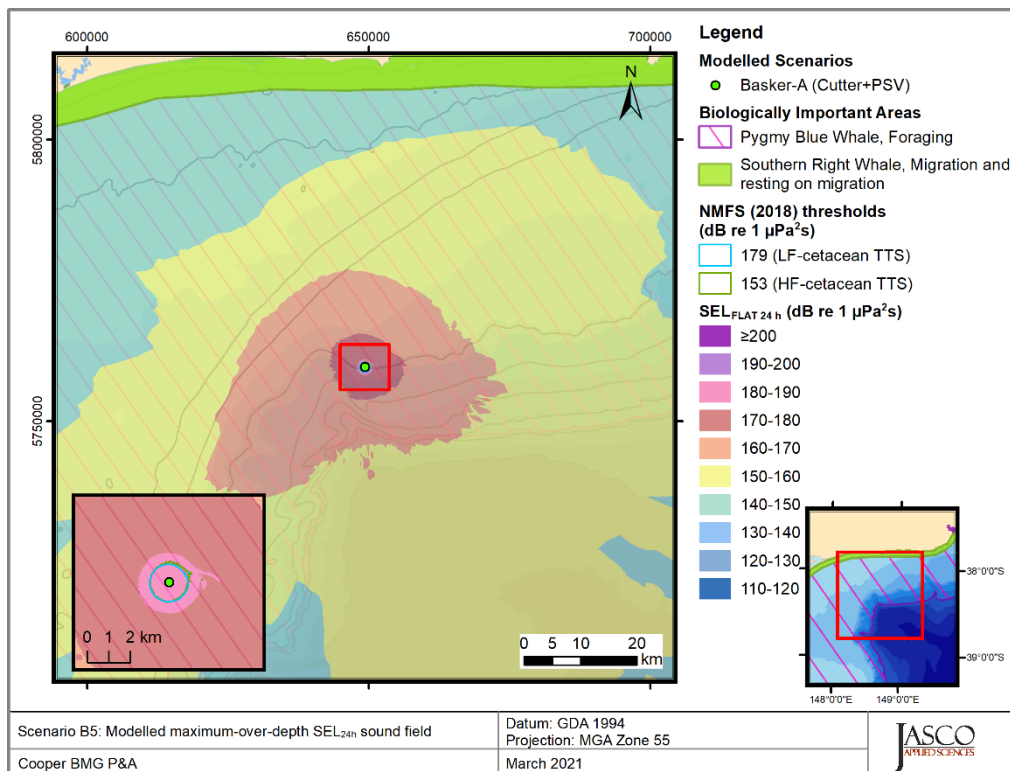 600000
650000
700000
5800000
5750000
N
0 1 2 km
0 5 10 20
km
Legend
Modelled Scenarios
Basker-A (Cutter+PSV)
Biologically Important Areas
Pygmy Blue Whale, Foraging
Southern Right Whale, Migration and
resting on migration
NMFS (2018) thresholds
(dB re 1 µPa²s)
179 (LF-cetacean TTS)
153 (HF-cetacean TTS)
SELFLAT 24 h (dB re 1 µPa²s)
≥200
190-200
180-190
170-180
160-170
150-160
140-150
130-140
120-130
110-120
38°0'0"S
39°0'0"S
148°0'0"E
149°0'0"E
Scenario B5: Modelled maximum-over-depth SEL24h sound field
Cooper BMG P&A
Datum: GDA 1994
Projection: MGA Zone 55
March 2021
JASCO
APPLIED SCIENCES